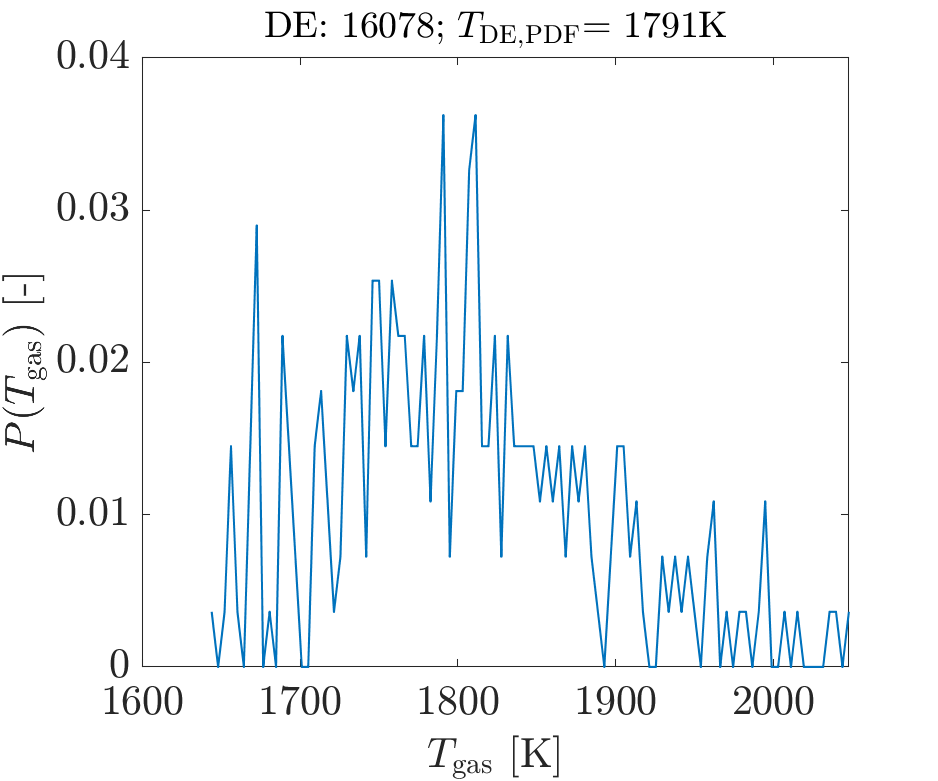 DE: 16078; T_DE,PDF= 1791K
0.04
0.03
0.02
0.01
0
P(T_gas) [-]
1600 1700 1800 1900 2000
T_gas [K]